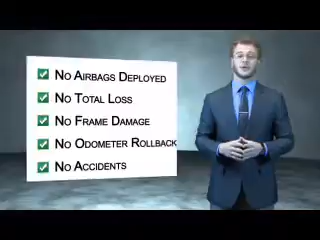 No Airbags Deployed
No Total Loss
No Frame Damage
No Odometer Rollback
No Accidents